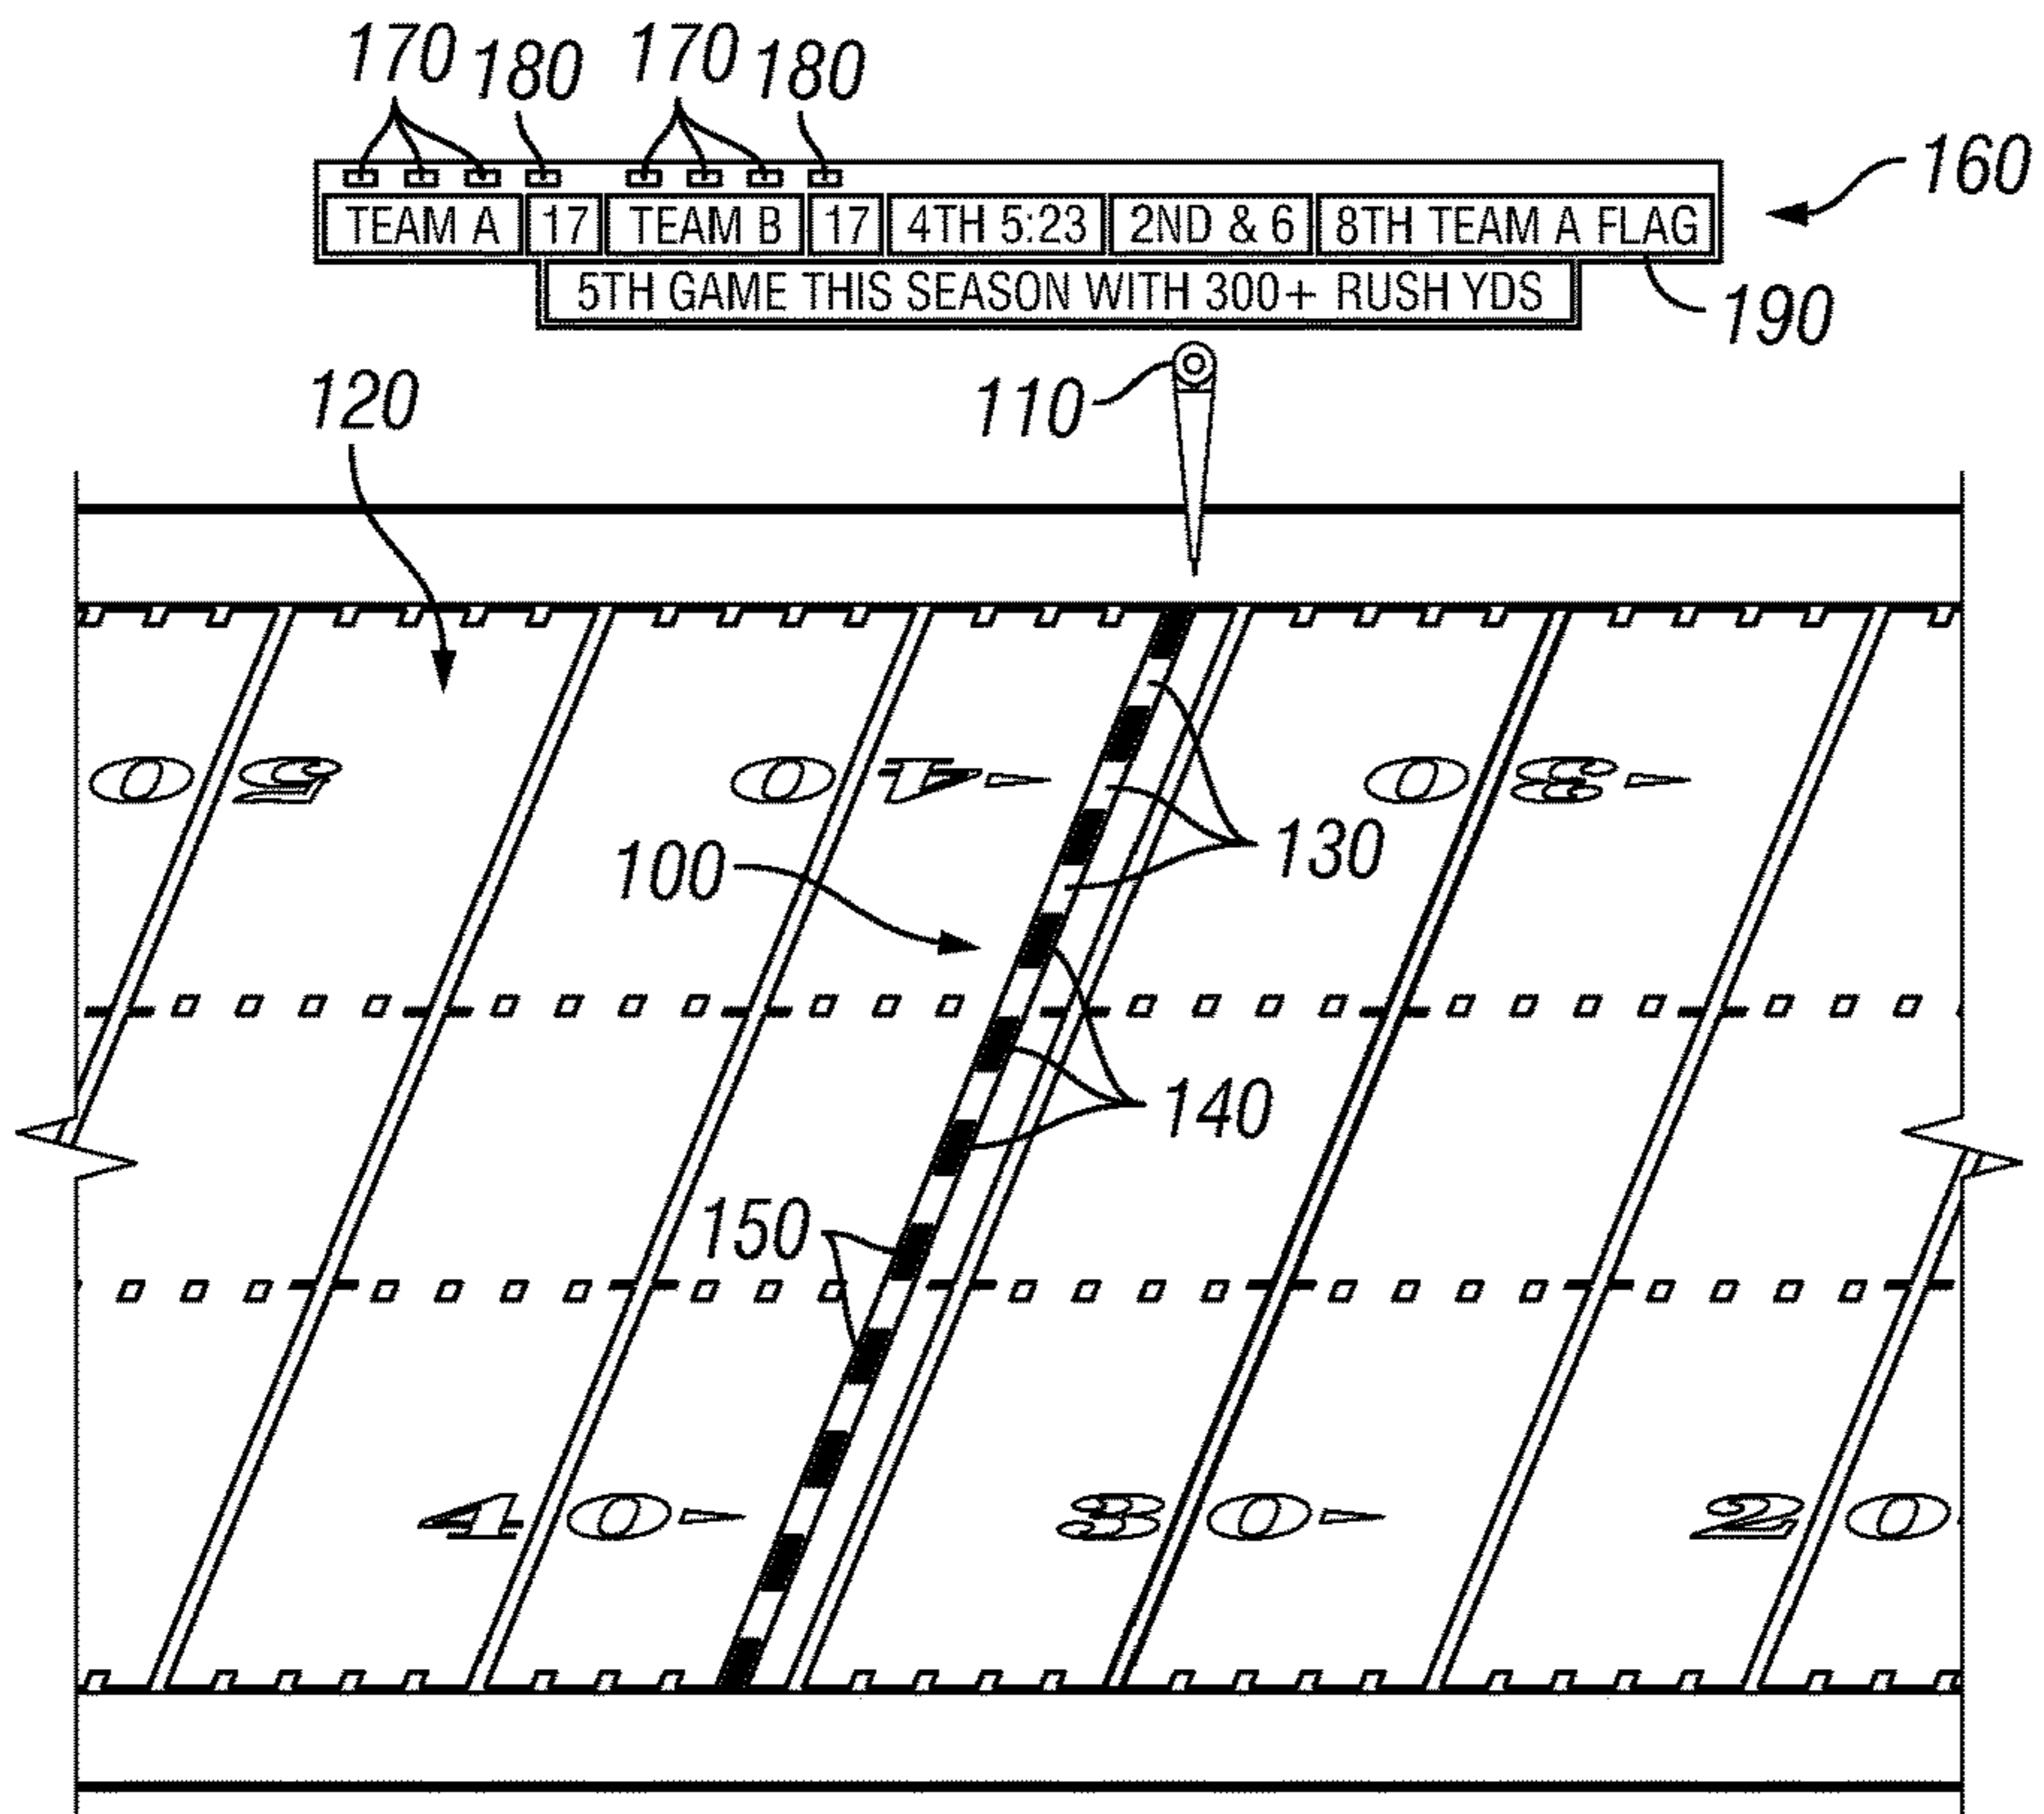 170 180 170 180
160
TEAM A 17 TEAM B 17 4TH 5:23 2ND & 6 8TH TEAM A FLAG
5TH GAME THIS SEASON WITH 300+ RUSH YDS
190
110
120
50 40 30
130
100
140
150
40 30 20